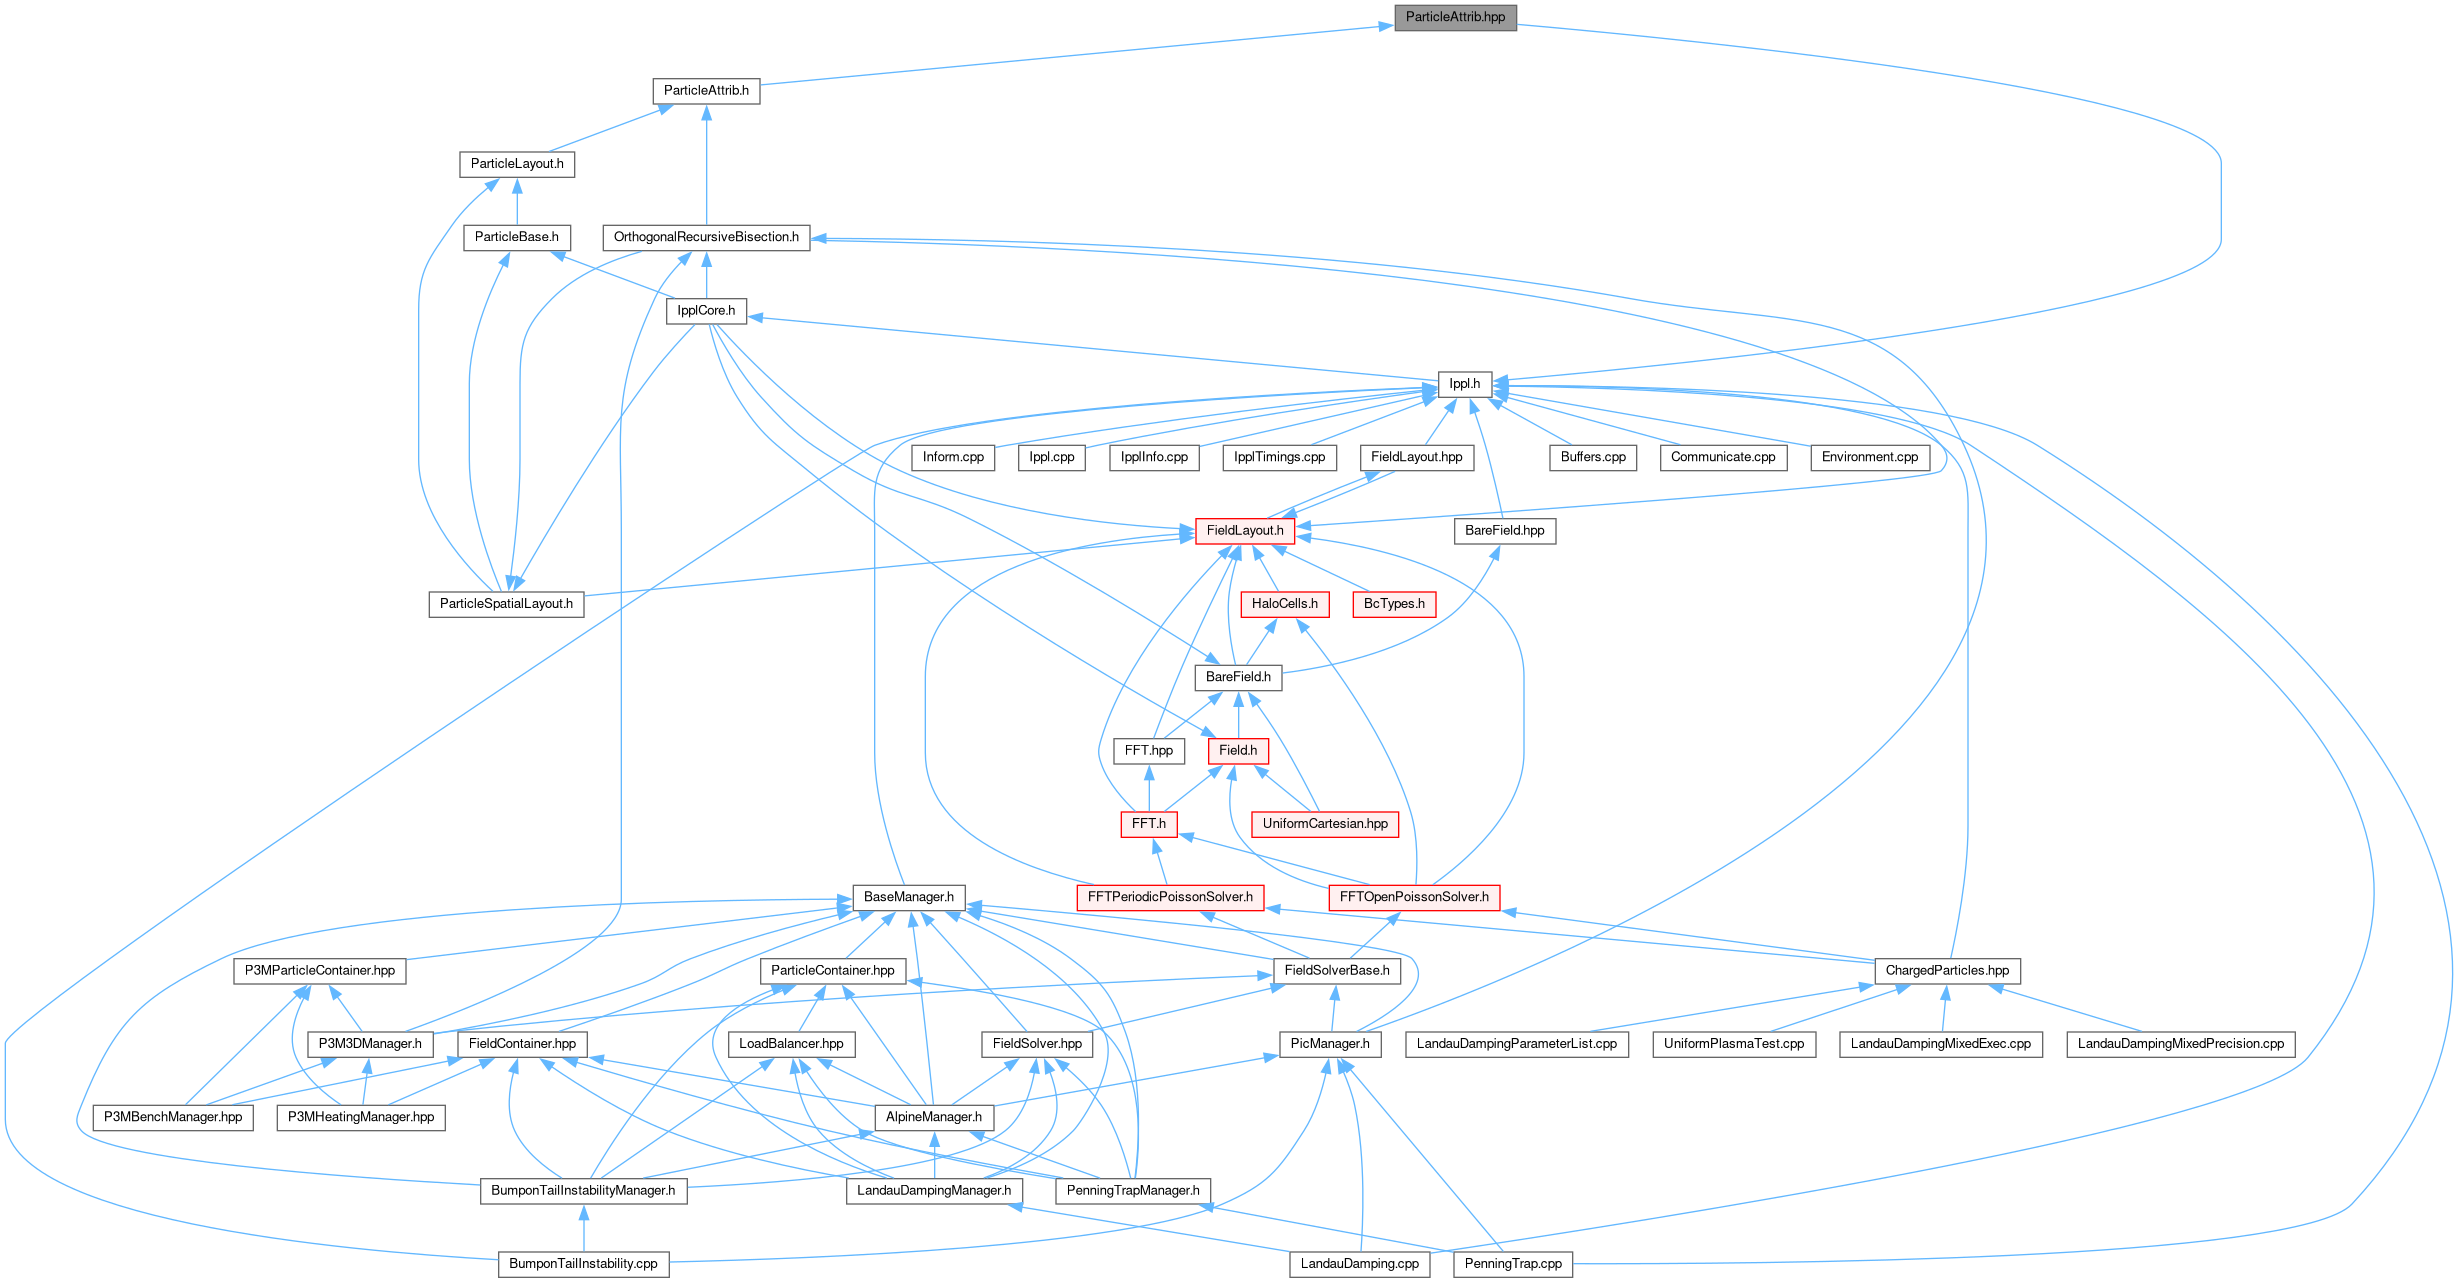 ParticleAttrib.hpp
ParticleAttrib.h
ParticleLayout.h
ParticleBase.h
OrthogonalRecursiveBisection.h
IpplCore.h
Ippl.h
Inform.cpp
Ippl.cpp
IpplInfo.cpp
IpplTimings.cpp
FieldLayout.hpp
Buffers.cpp
Communicate.cpp
Environment.cpp
FieldLayout.h
BareField.hpp
ParticleSpatialLayout.h
HaloCells.h
BcTypes.h
BareField.h
FFT.hpp
Field.h
FFT.h
UniformCartesian.hpp
BaseManager.h
FFTPeriodicPoissonSolver.h
FFTOpenPoissonSolver.h
P3MParticleContainer.hpp
ParticleContainer.hpp
FieldSolverBase.h
ChargedParticles.hpp
P3M3DManager.h
FieldContainer.hpp
LoadBalancer.hpp
FieldSolver.hpp
PicManager.h
LandauDampingParameterList.cpp
UniformPlasmaTest.cpp
LandauDampingMixedExec.cpp
LandauDampingMixedPrecision.cpp
P3MBenchManager.hpp
P3MHeatingManager.hpp
AlpineManager.h
BumponTailInstabilityManager.h
LandauDampingManager.h
PenningTrapManager.h
BumponTailInstability.cpp
LandauDamping.cpp
PenningTrap.cpp